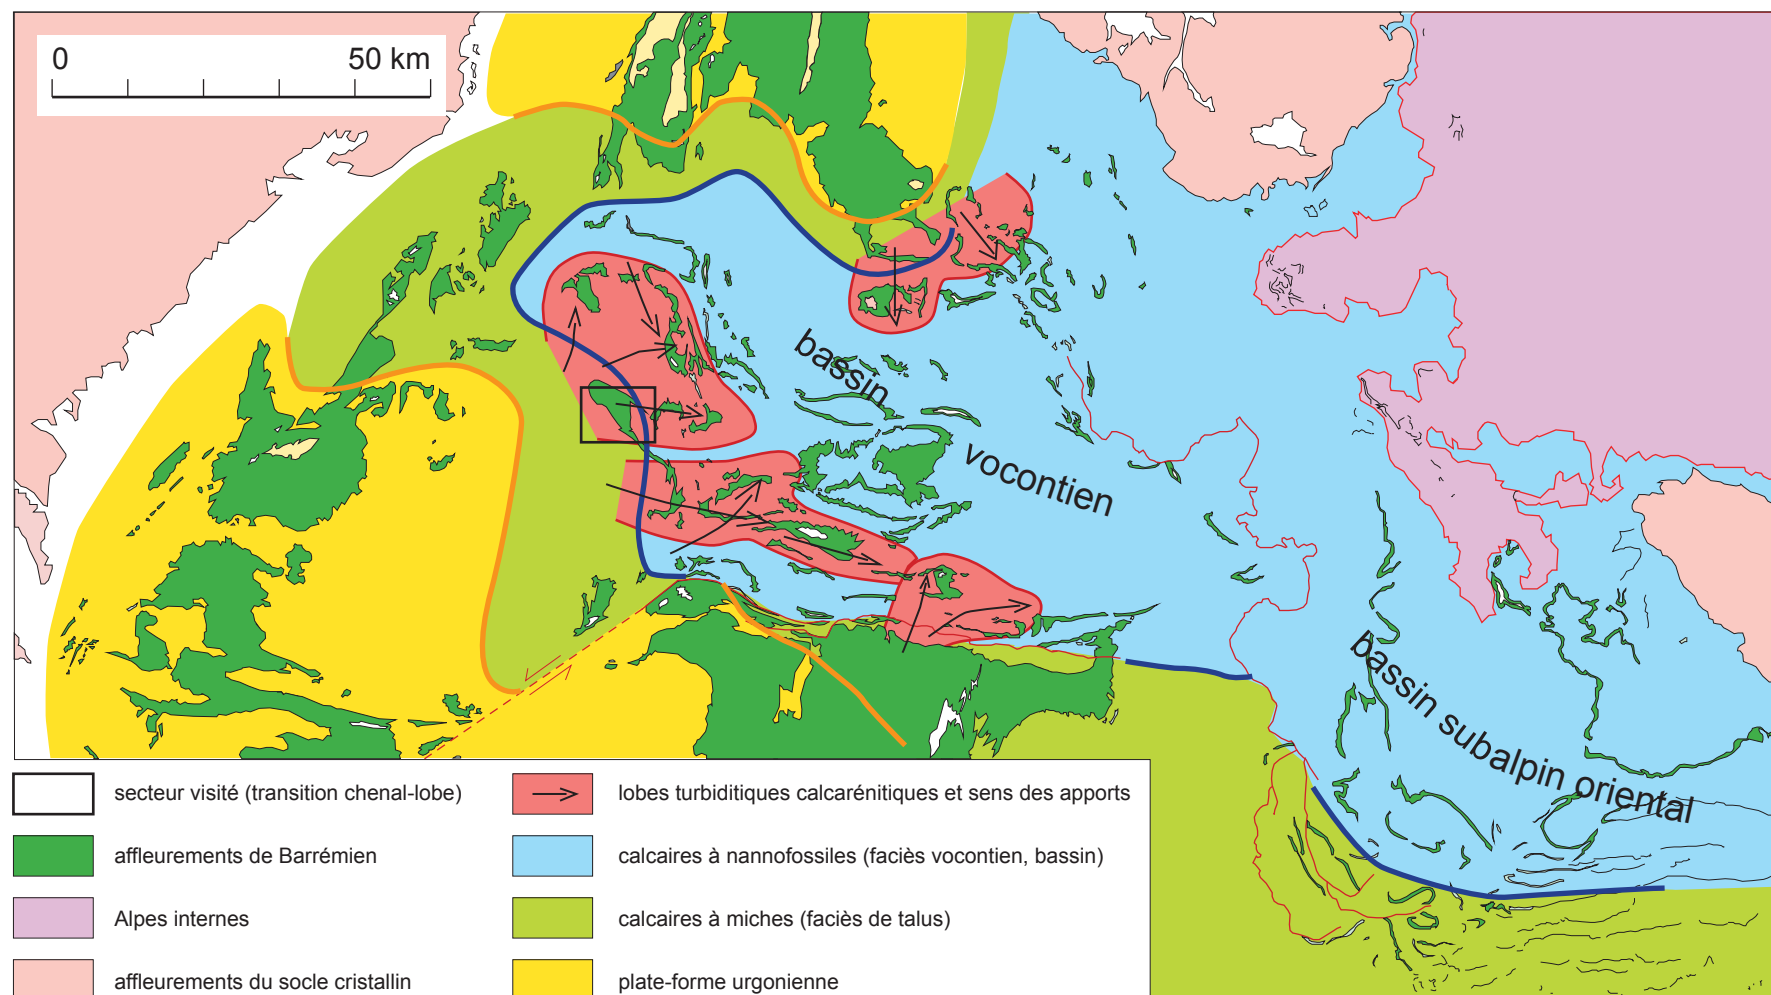 0 50 km
bassin
vocontien
bassin subalpin oriental
secteur visité (transition chenal-lobe)
affleurements de Barrémien
Alpes internes
affleurements du socle cristallin
lobes turbiditiques calcarénitiques et sens des apports
calcaires à nannofossiles (faciès vocontien, bassin)
calcaires à miches (faciès de talus)
plate-forme urgonienne